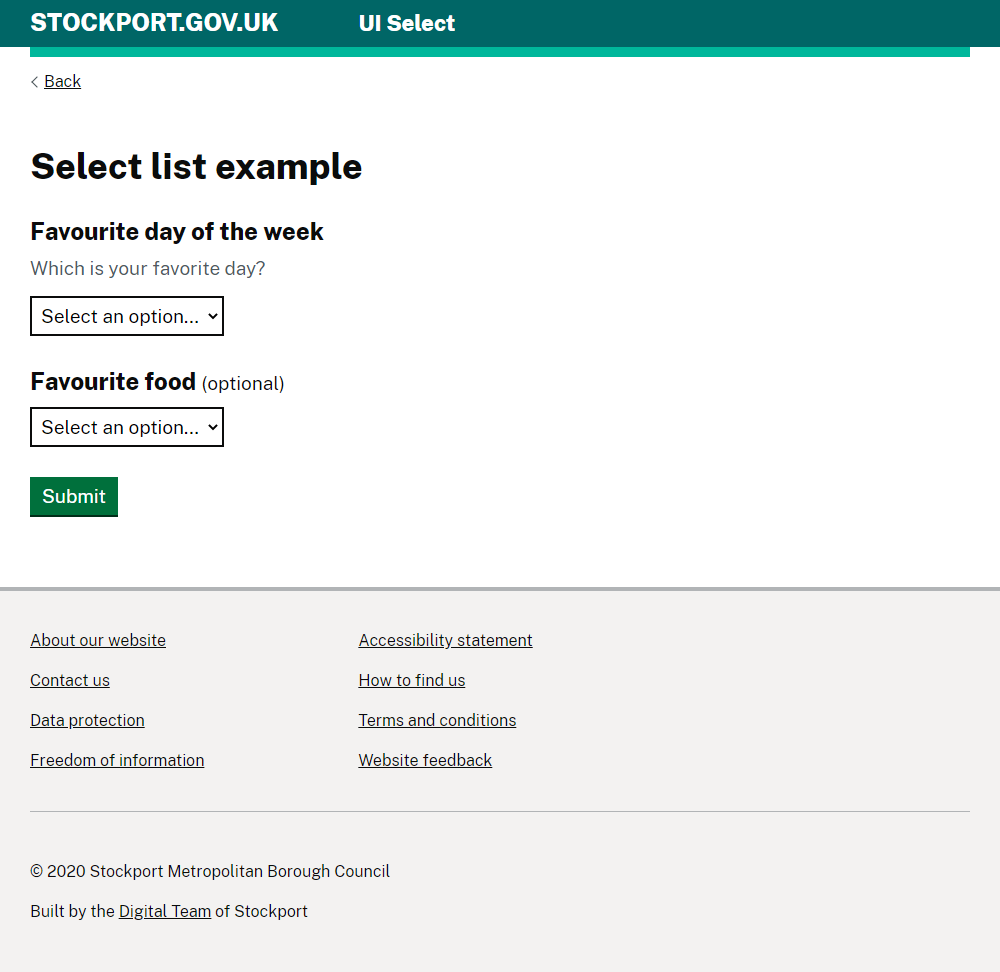 STOCKPORT.GOV.UK UI Select
Back
Select list example
Favourite day of the week
Which is your favorite day?
Select an option...
Favourite food (optional)
Select an option...
Submit
About our website
Accessibility statement
Contact us
How to find us
Data protection
Terms and conditions
Freedom of information
Website feedback
© 2020 Stockport Metropolitan Borough Council
Built by the Digital Team of Stockport